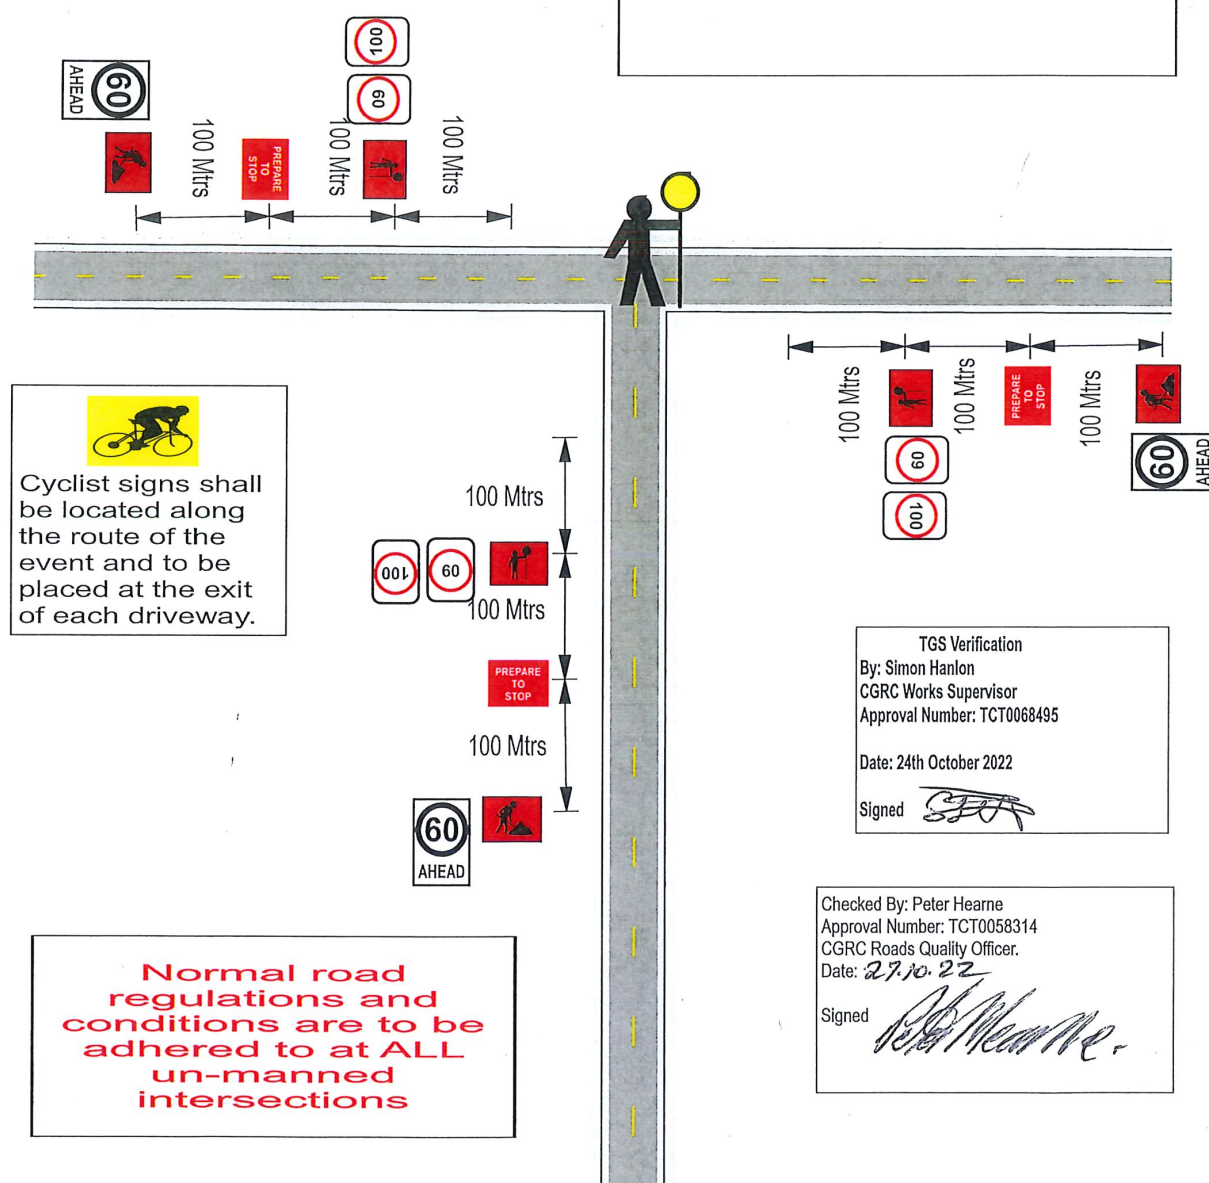 100
60
60
AHEAD
100 Mtrs
PREPARE
TO
STOP
100 Mtrs
100 Mtrs
100 Mtrs
100 Mtrs
PREPARE
TO
STOP
100 Mtrs
60
100
60
AHEAD
Cyclist signs shall
be located along
the route of the
event and to be
placed at the exit
of each driveway.
100 Mtrs
100
60
100 Mtrs
PREPARE
TO
STOP
100 Mtrs
60
AHEAD
TGS Verification
By: Simon Hanlon
CGRC Works Supervisor
Approval Number: TCT0068495
Date: 24th October 2022
Signed
Checked By: Peter Hearne
Approval Number: TCT0058314
CGRC Roads Quality Officer.
Date: 27.10.22
Signed Peter Hearne.
Normal road
regulations and
conditions are to be
adhered to at ALL
un-manned
intersections